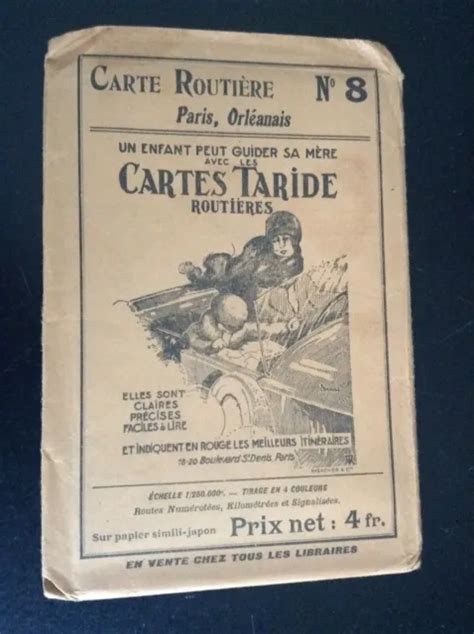 CARTE ROUTIÈRE No 8
Paris, Orléanais
UN ENFANT PEUT GUIDER SA MÈRE
AVEC LES
CARTES TARIDE
ROUTIÈRES
ELLES SONT
CLAIRES
PRÉCISES
FACILES À LIRE
ET INDIQUENT EN ROUGE LES MEILLEURS ITINÉRAIRES
18-20 Boulevard St Denis, Paris
ÉCHELLE 1/250.000e. — TIRAGE EN 4 COULEURS
Routes Numérotées, Kilométrées et Signalisées.
Sur papier simili-japon Prix net : 4 fr.
EN VENTE CHEZ TOUS LES LIBRAIRES